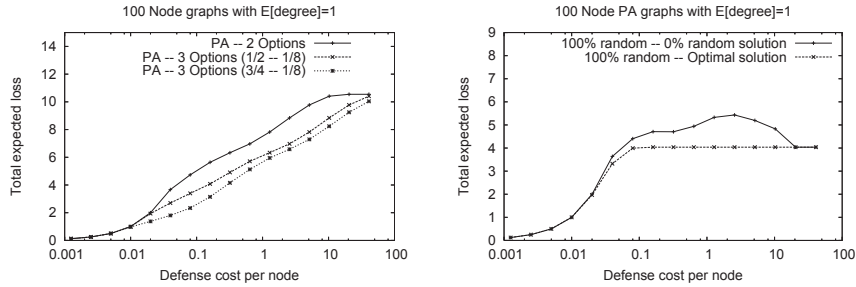 100 Node graphs with E[degree]=1
Total expected loss
14
12
10
8
6
4
2
0
PA -- 2 Options
PA -- 3 Options (1/2 -- 1/8)
PA -- 3 Options (3/4 -- 1/8)
0.001 0.01 0.1 1 10 100
Defense cost per node
100 Node PA graphs with E[degree]=1
Total expected loss
9
8
7
6
5
4
3
2
1
0
100% random -- 0% random solution
100% random -- Optimal solution
0.001 0.01 0.1 1 10 100
Defense cost per node